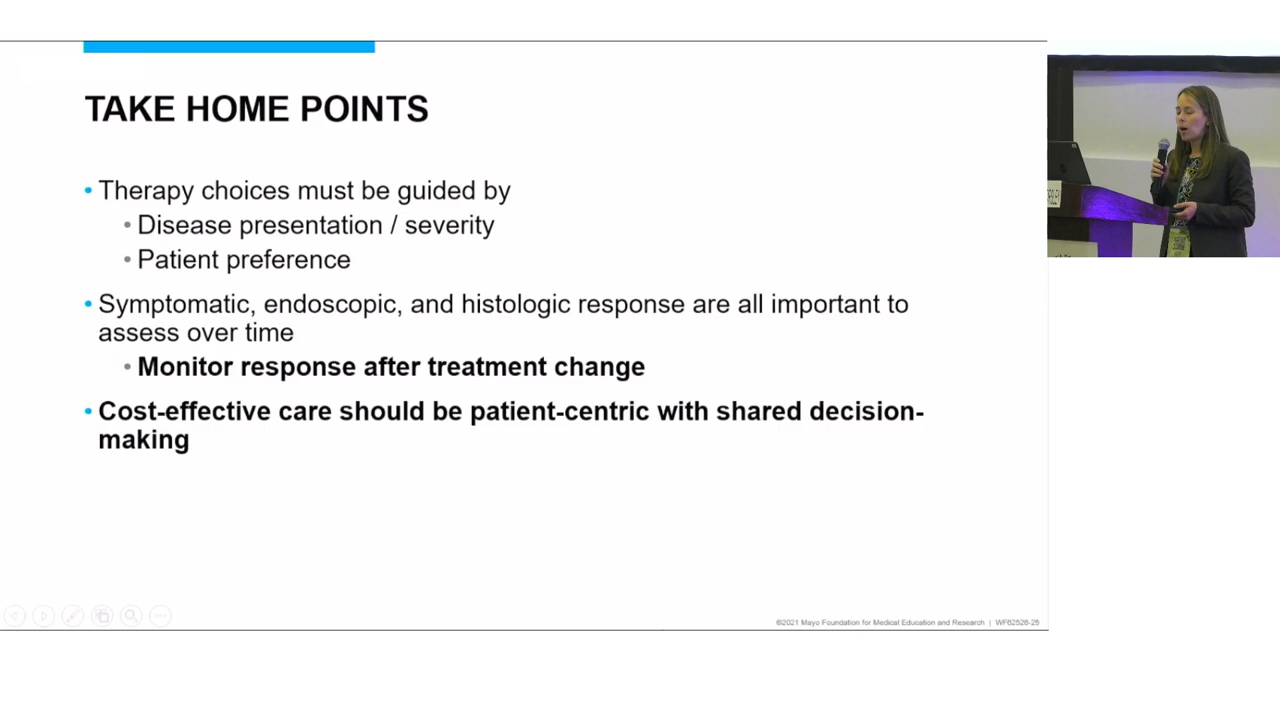 TAKE HOME POINTS
• Therapy choices must be guided by
• Disease presentation / severity
• Patient preference
• Symptomatic, endoscopic, and histologic response are all important to
assess over time
• Monitor response after treatment change
• Cost-effective care should be patient-centric with shared decision-
making
©2021 Mayo Foundation for Medical Education and Research | WF62526-25